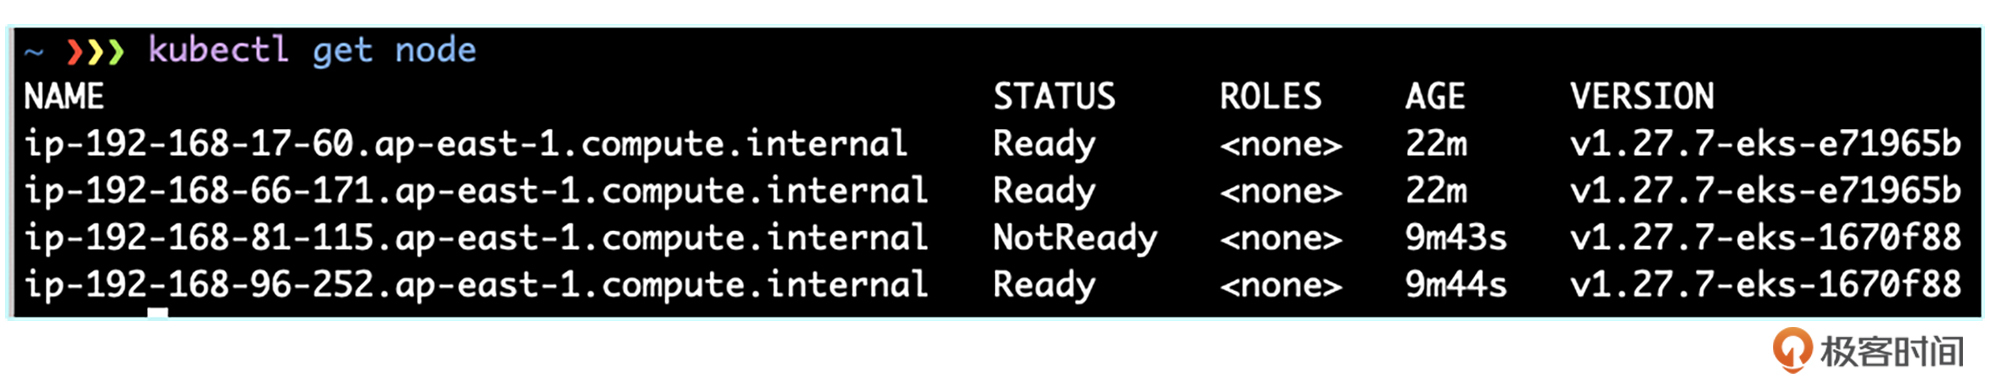 ~ ❯❯❯ kubectl get node
NAME STATUS ROLES AGE VERSION
ip-192-168-17-60.ap-east-1.compute.internal Ready <none> 22m v1.27.7-eks-e71965b
ip-192-168-66-171.ap-east-1.compute.internal Ready <none> 22m v1.27.7-eks-e71965b
ip-192-168-81-115.ap-east-1.compute.internal NotReady <none> 9m43s v1.27.7-eks-1670f88
ip-192-168-96-252.ap-east-1.compute.internal Ready <none> 9m44s v1.27.7-eks-1670f88
极客时间